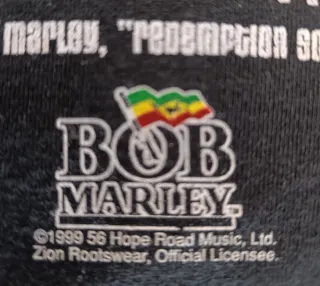 Marley, "Redemption So
BOB
MARLEY
©1999 56 Hope Road Music, Ltd.
Zion Rootswear, Official Licensee.